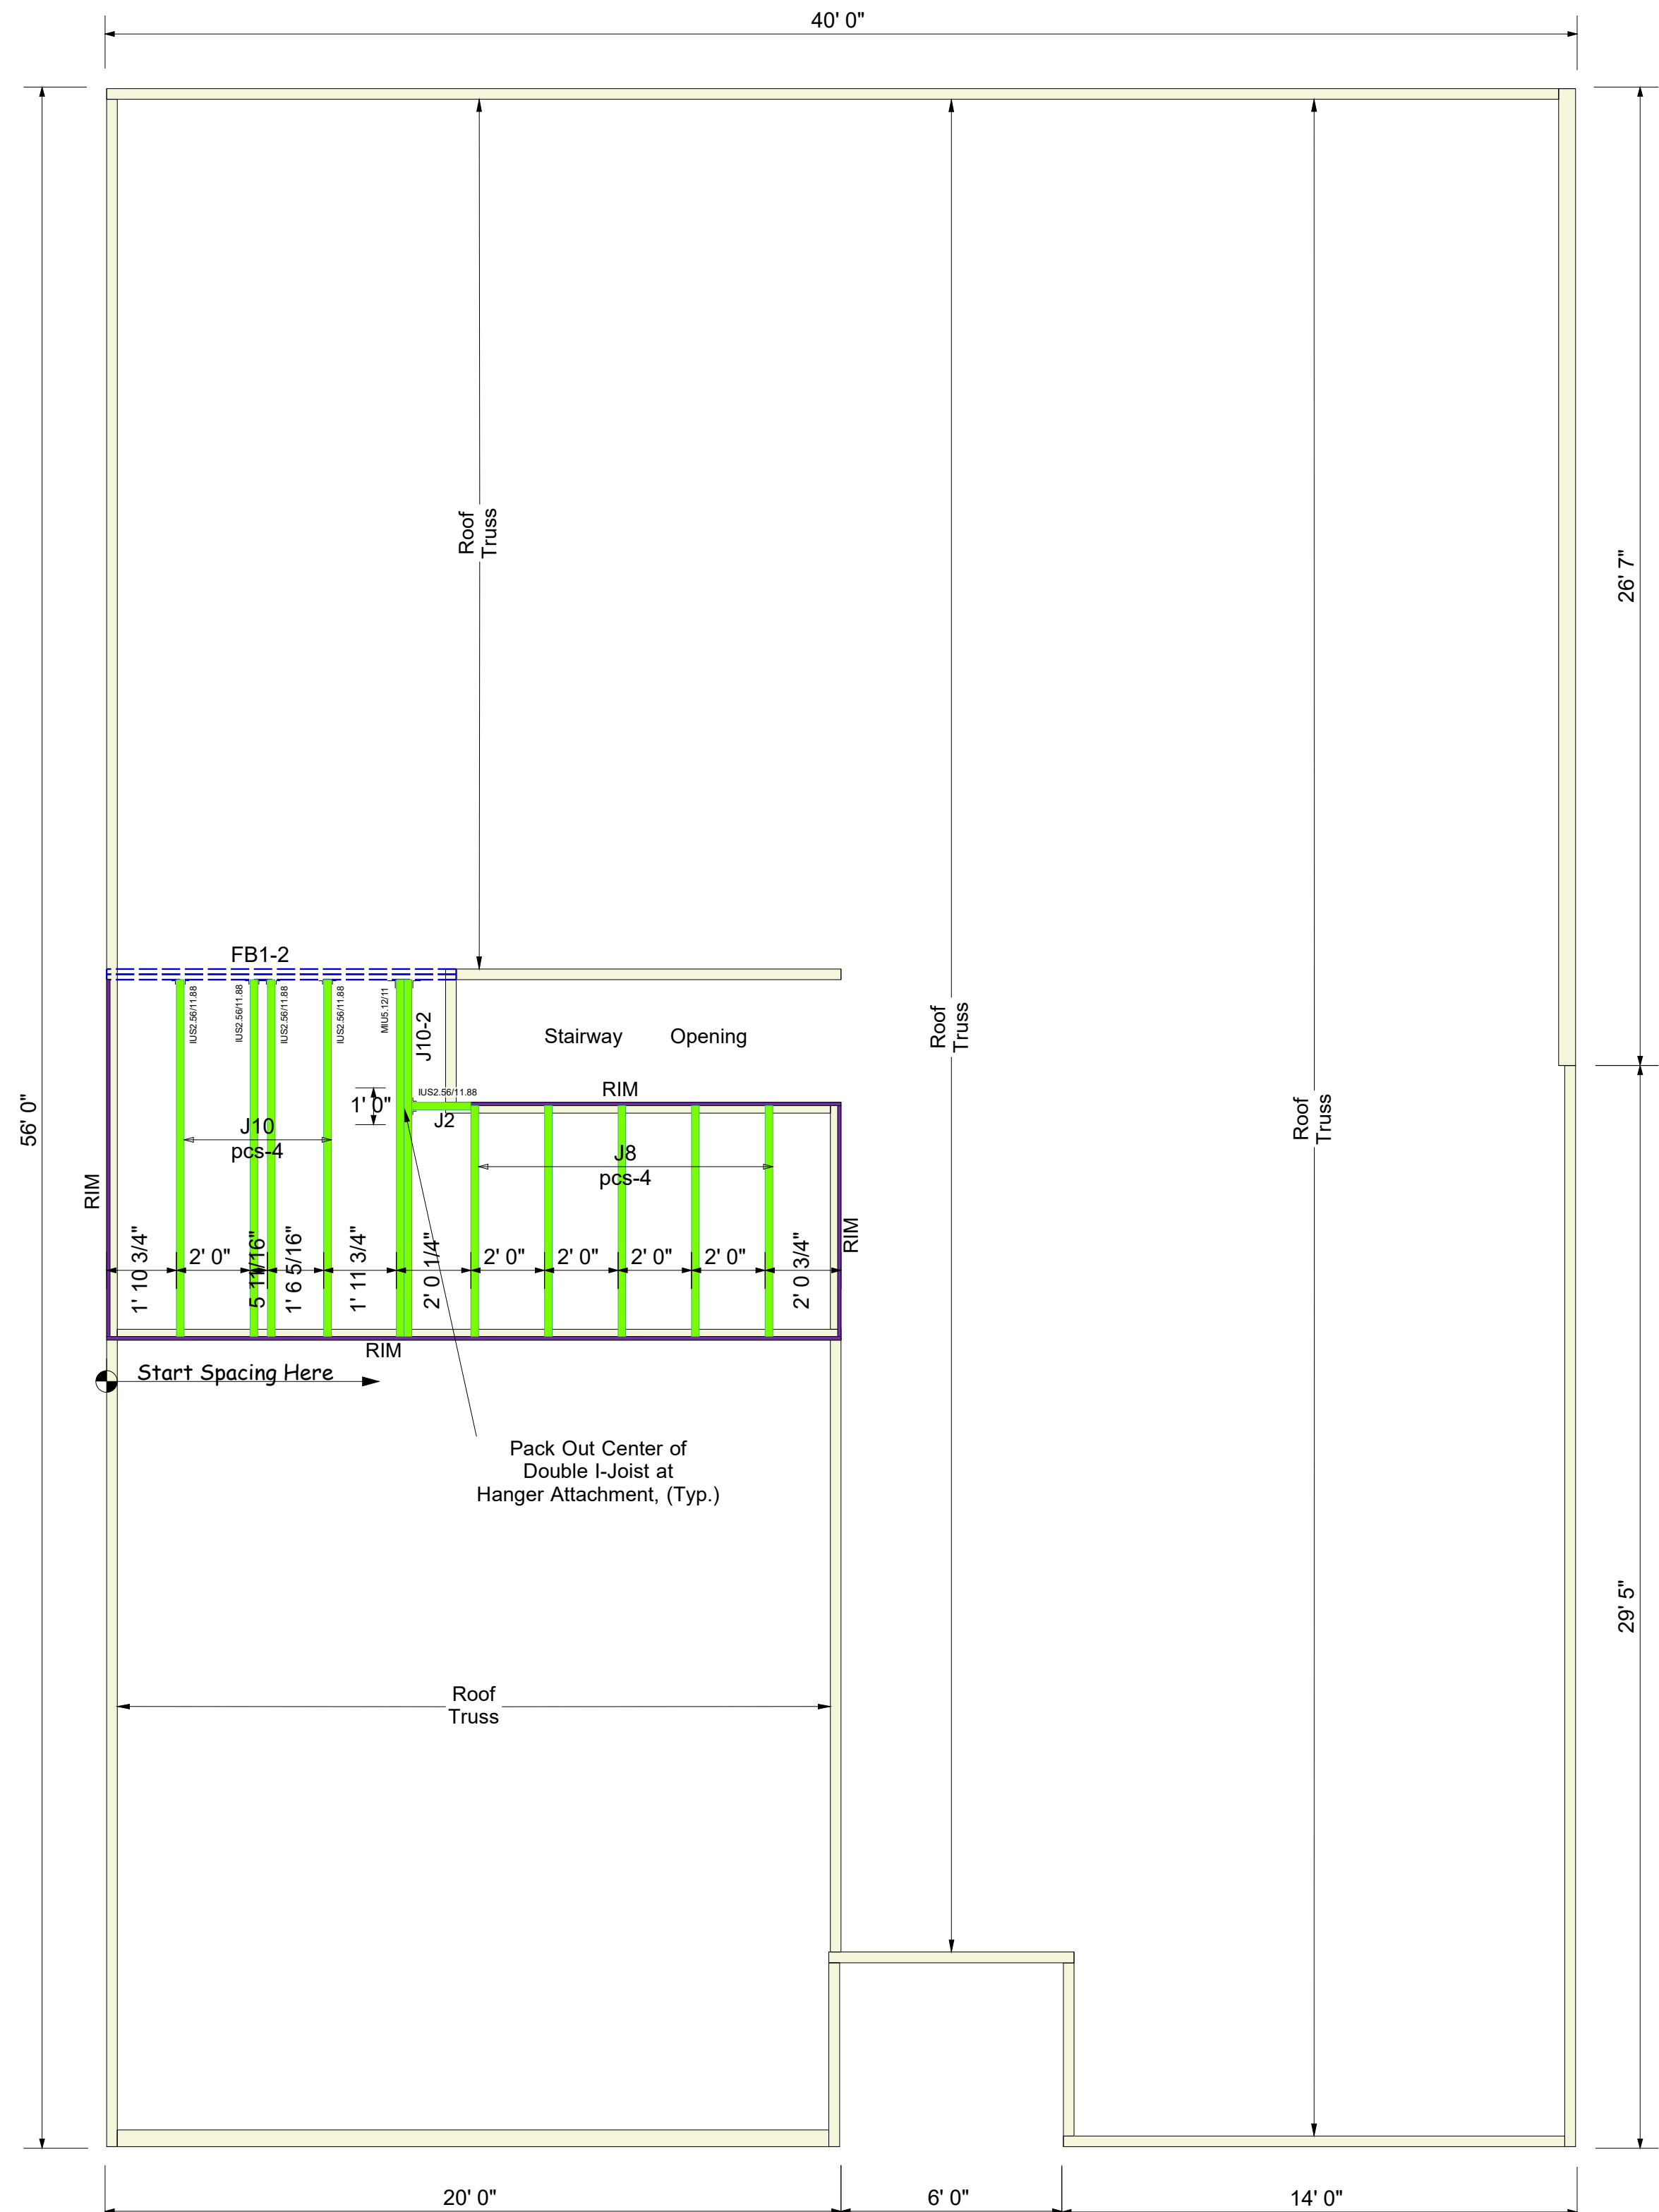 40' 0"
Roof
Truss
26' 7"
56' 0"
FB1-2
IUS2.56/11.88
IUS2.56/11.88
IUS2.56/11.88
IUS2.56/11.88
MIU5.12/11
J10-2
Stairway Opening
Roof
Truss
Roof
Truss
IUS2.56/11.88
RIM
1' 0"
J2
J10
pcs-4
J8
pcs-4
RIM
RIM
1' 10 3/4"
2' 0"
5 11/16"
1' 6 5/16"
1' 11 3/4"
2' 0 1/4"
2' 0"
2' 0"
2' 0"
2' 0"
2' 0 3/4"
RIM
Start Spacing Here
Pack Out Center of
Double I-Joist at
Hanger Attachment, (Typ.)
29' 5"
Roof
Truss
20' 0"
6' 0"
14' 0"